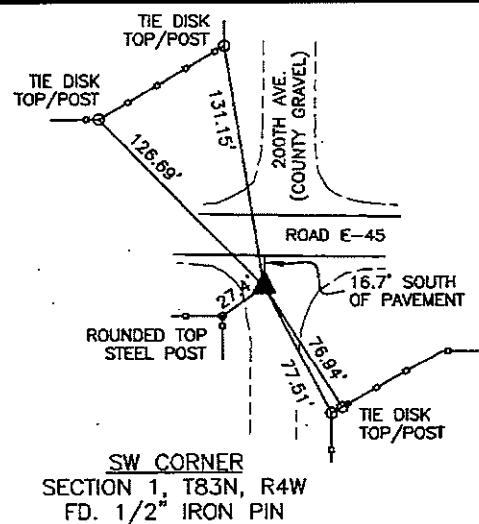 TIE DISK
TOP/POST
TIE DISK
TOP/POST
131.15'
126.69'
200TH AVE.
(COUNTY GRAVEL)
ROAD E-45
16.7' SOUTH
OF PAVEMENT
27.4'
ROUNDED TOP
STEEL POST
76.94'
77.51'
TIE DISK
TOP/POST
SW CORNER
SECTION 1, T83N, R4W
FD. 1/2" IRON PIN